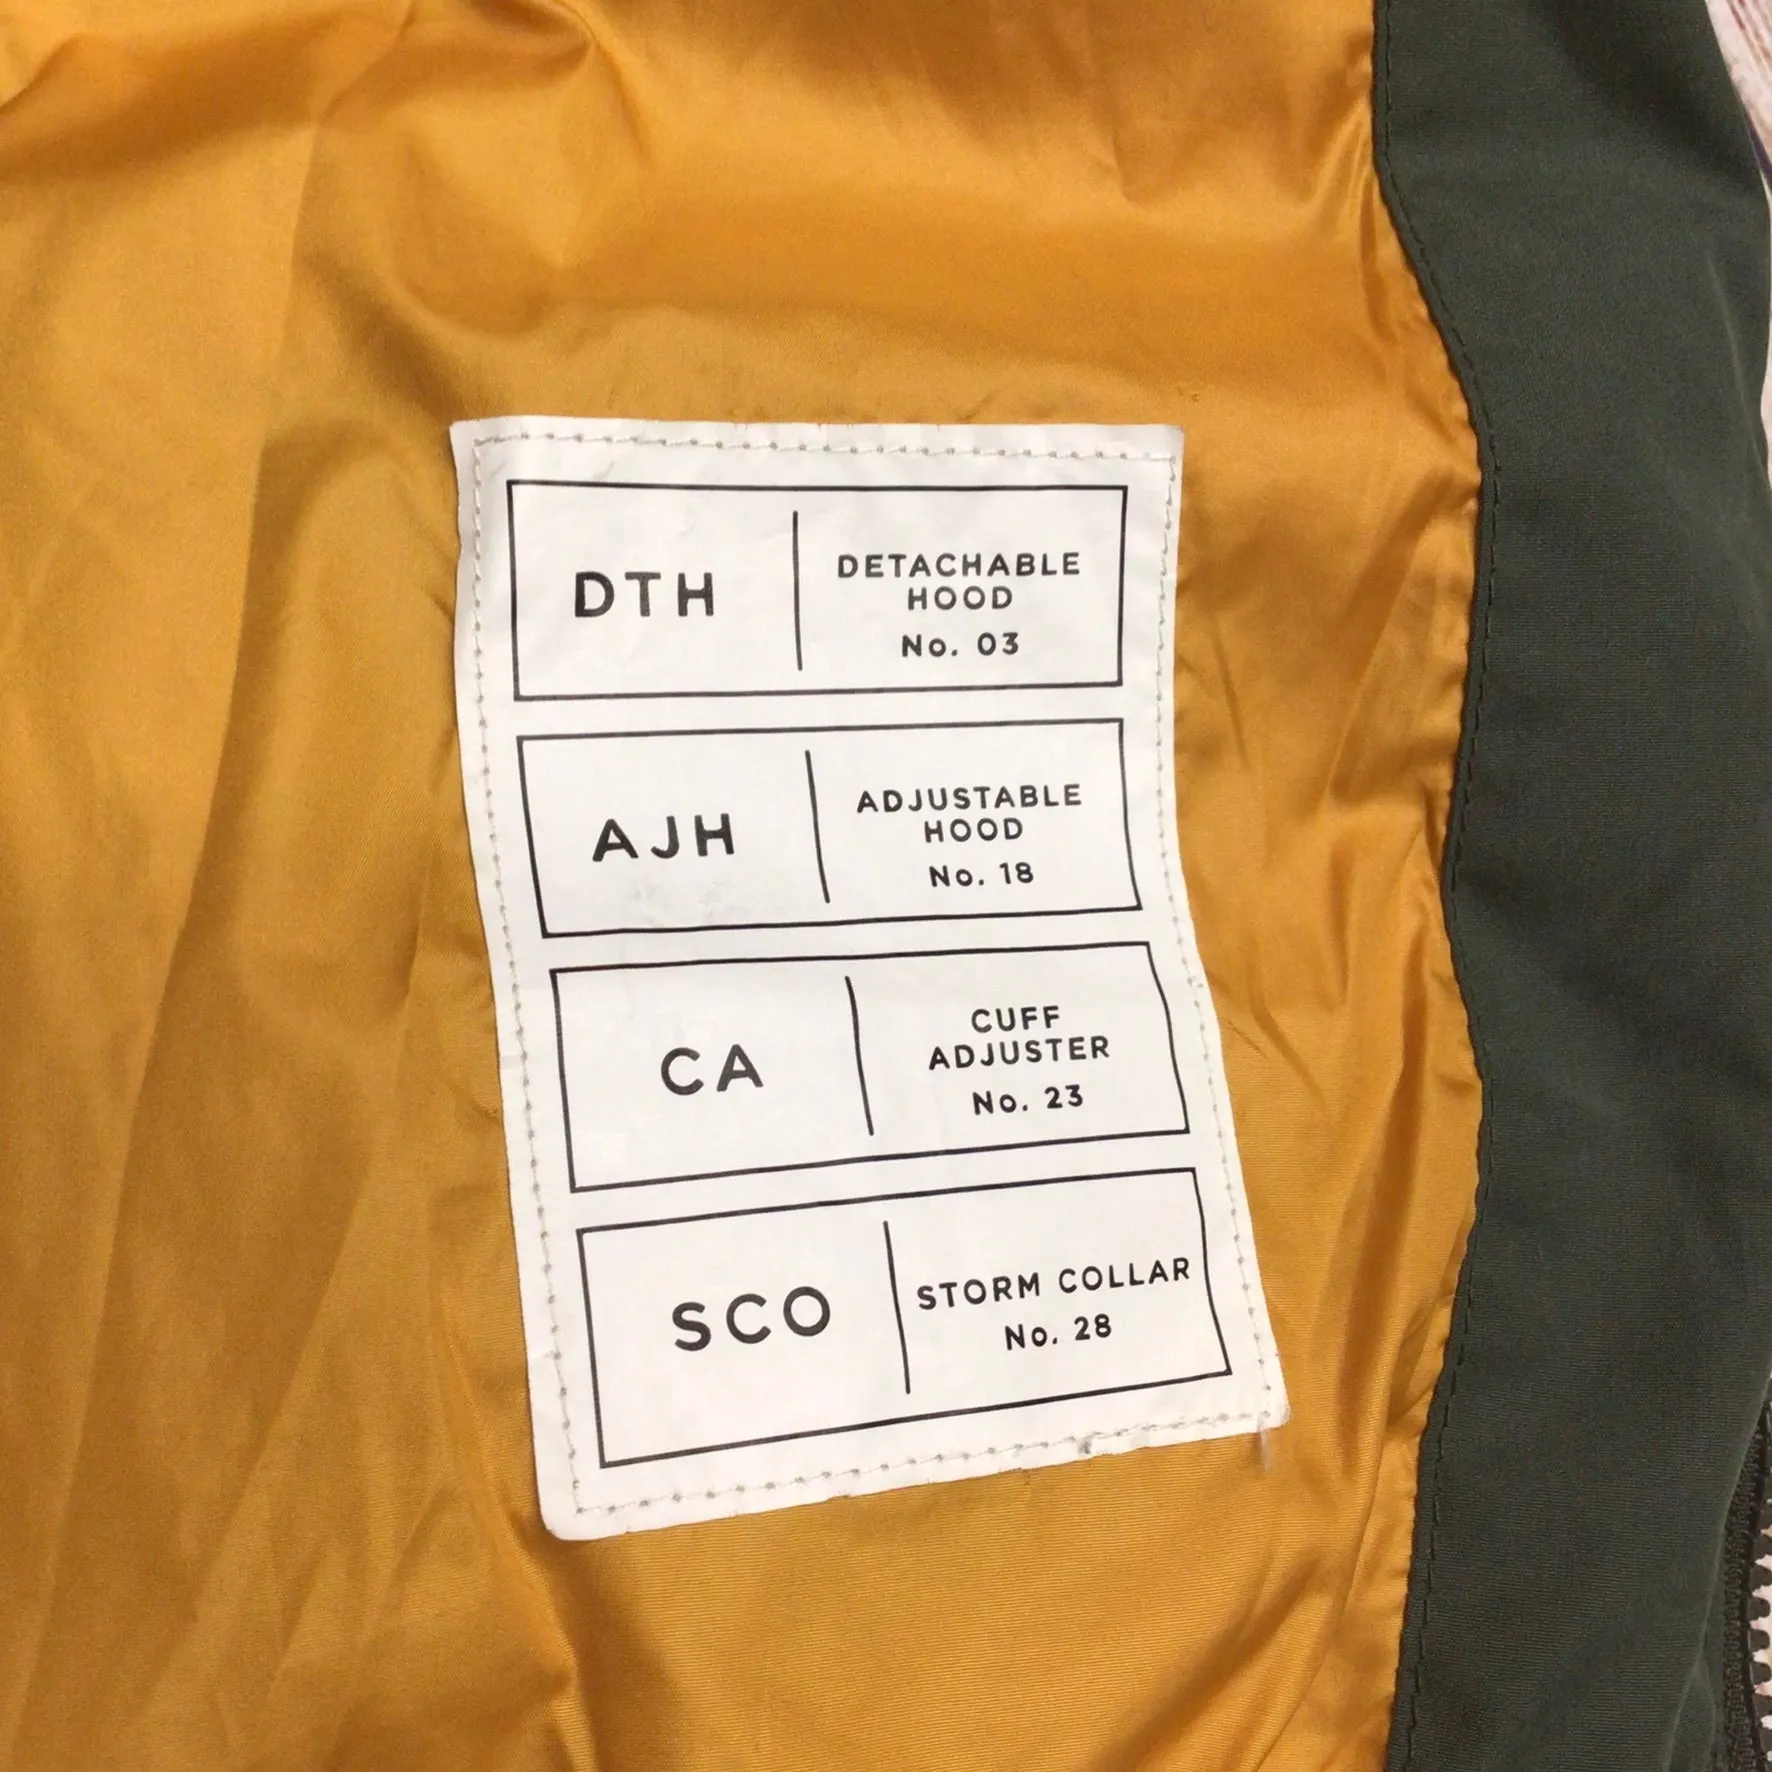 DTH
DETACHABLE
HOOD
No. 03
AJH
ADJUSTABLE
HOOD
No. 18
CA
CUFF
ADJUSTER
No. 23
SCO
STORM COLLAR
No. 28